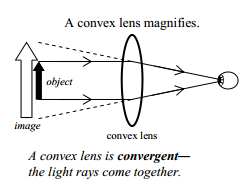 A convex lens magnifies.
object
image
convex lens
A convex lens is convergent—
the light rays come together.